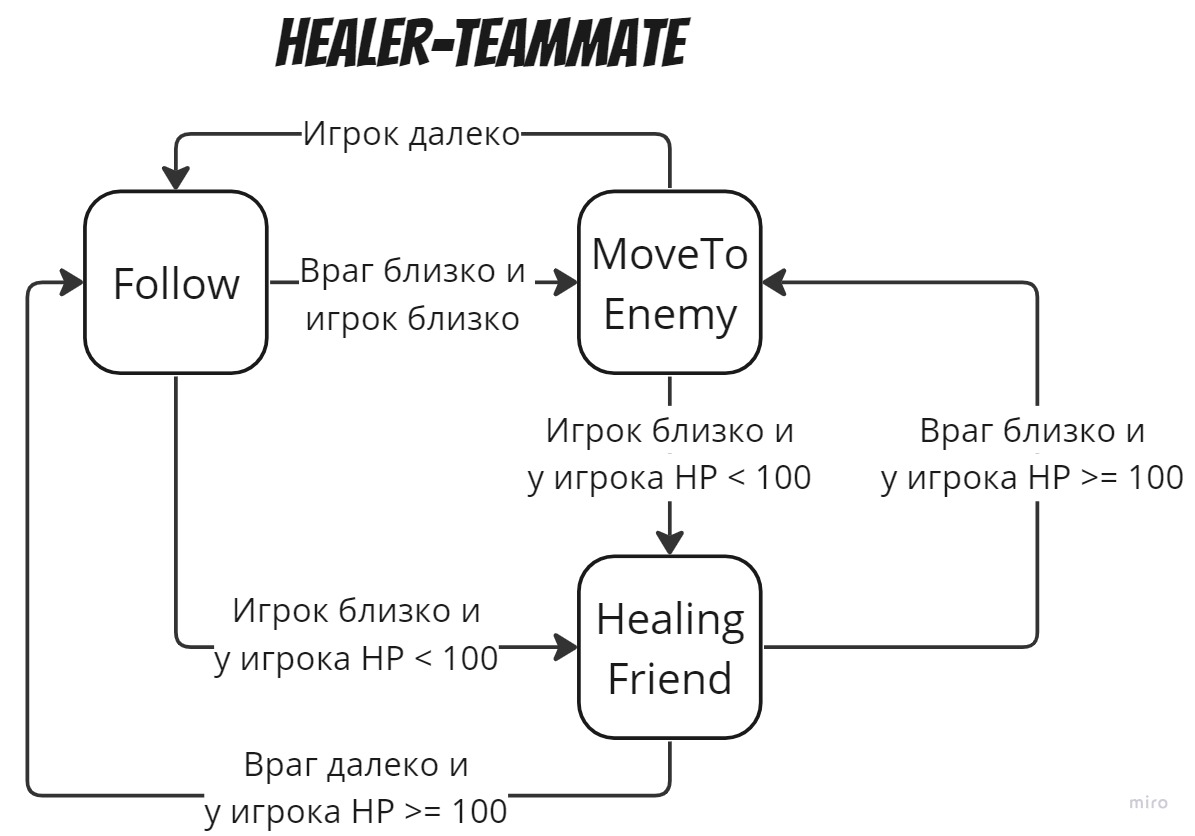 HEALER-TEAMMATE
Игрок далеко
Follow
Враг близко и
игрок близко
MoveTo
Enemy
Игрок близко и
у игрока HP < 100
Враг близко и
у игрока HP >= 100
Игрок близко и
у игрока HP < 100
Healing
Friend
Враг далеко и
у игрока HP >= 100
miro